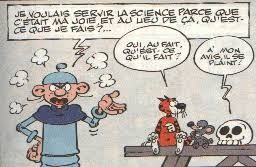 JE VOULAIS SERVIR LA SCIENCE PARCE QUE
C'ÉTAIT MA JOIE, ET AU LIEU DE ÇA, QU'EST-
CE QUE JE FAIS?...
QUI, AU FAIT,
QU'EST-CE
QU'IL FAIT?
À MON
AVIS, IL SE
PLAINT!